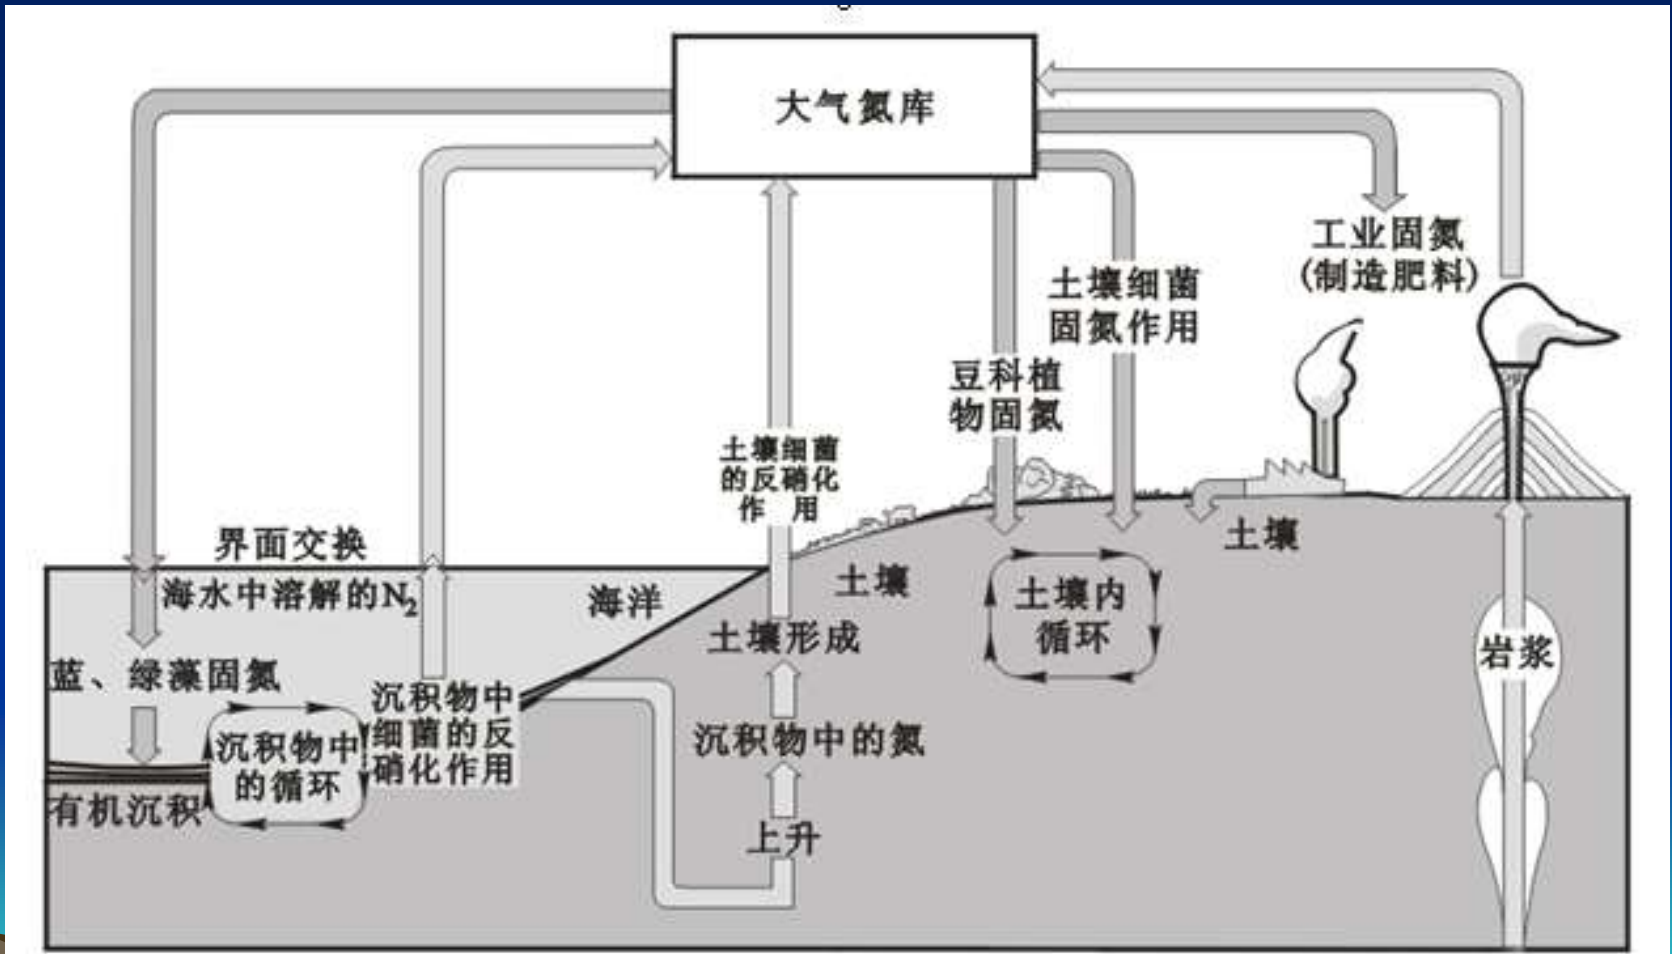 大气氮库
工业固氮
(制造肥料)
土壤细菌
固氮作用
豆科植
物固氮
土壤细菌
的反硝化
作 用
界面交换
海水中溶解的N₂
海洋
土壤
土壤
土壤内
循环
土壤形成
岩浆
蓝、绿藻固氮
沉积物中
细菌的反
硝化作用
沉积物中
的循环
沉积物中的氮
有机沉积
上升